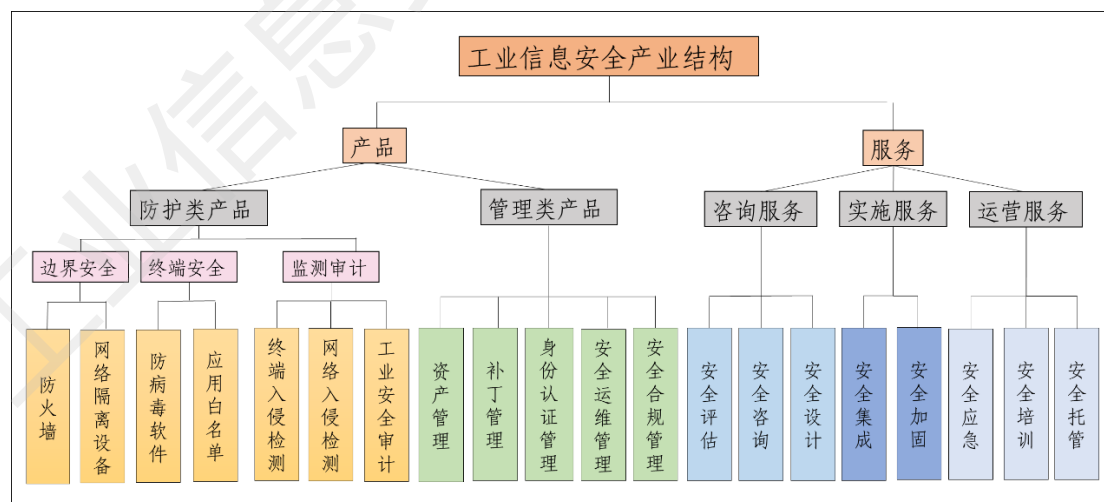 工业信息安全产业结构
产品
服务
防护类产品
管理类产品
咨询服务
实施服务
运营服务
边界安全
终端安全
监测审计
防火墙
网络隔离设备
防病毒软件
应用白名单
终端入侵检测
网络入侵检测
工业安全审计
资产管理
补丁管理
身份认证管理
安全运维管理
安全合规管理
安全评估
安全咨询
安全设计
安全集成
安全加固
安全应急
安全培训
安全托管
工业信息